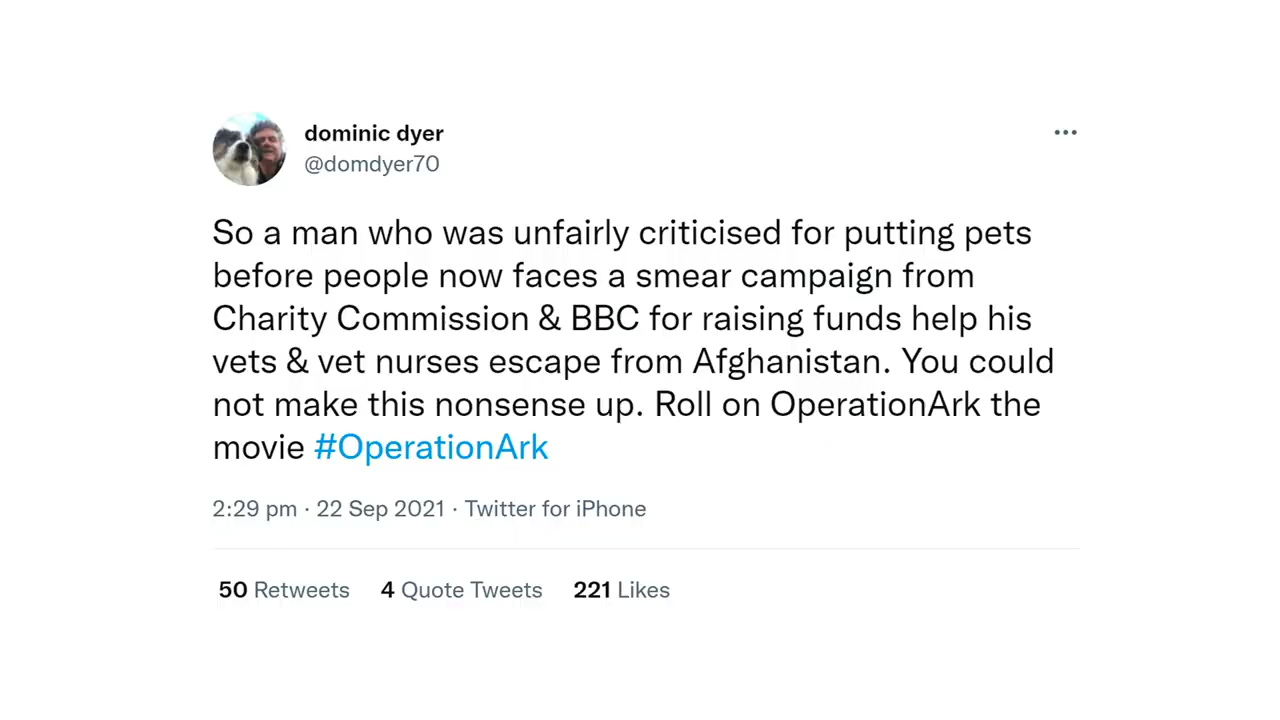 dominic dyer
@domdyer70
So a man who was unfairly criticised for putting pets
before people now faces a smear campaign from
Charity Commission & BBC for raising funds help his
vets & vet nurses escape from Afghanistan. You could
not make this nonsense up. Roll on OperationArk the
movie #OperationArk
2:29 pm · 22 Sep 2021 · Twitter for iPhone
50 Retweets 4 Quote Tweets 221 Likes